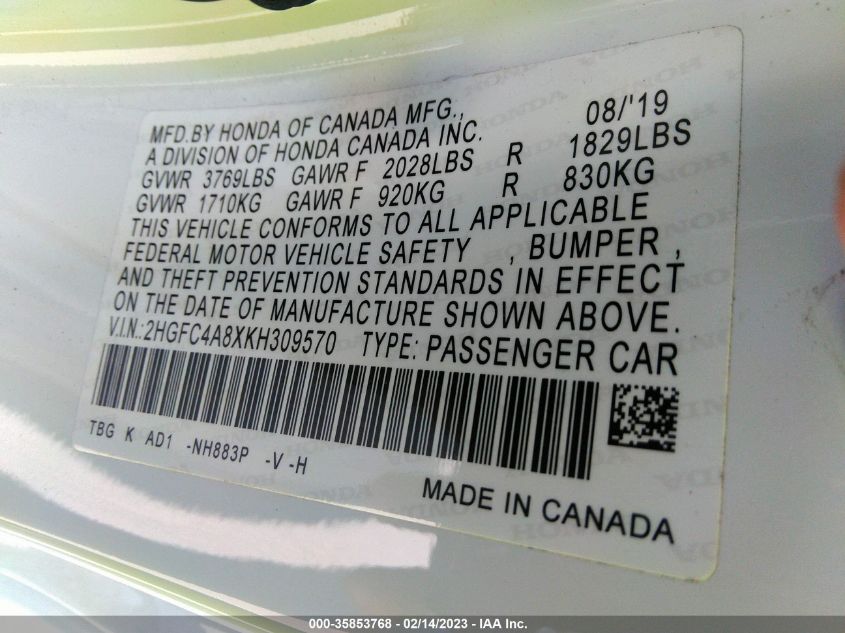 MFD. BY HONDA OF CANADA MFG., 08/'19
A DIVISION OF HONDA CANADA INC.
GVWR 3769LBS GAWR F 2028LBS R 1829LBS
GVWR 1710KG GAWR F 920KG R 830KG
THIS VEHICLE CONFORMS TO ALL APPLICABLE
FEDERAL MOTOR VEHICLE SAFETY , BUMPER ,
AND THEFT PREVENTION STANDARDS IN EFFECT
ON THE DATE OF MANUFACTURE SHOWN ABOVE.
V.I.N.:2HGFC4A8XKH309570 TYPE: PASSENGER CAR
TBG K AD1 -NH883P -V -H
MADE IN CANADA
000-35853768 - 02/14/2023 - IAA Inc.